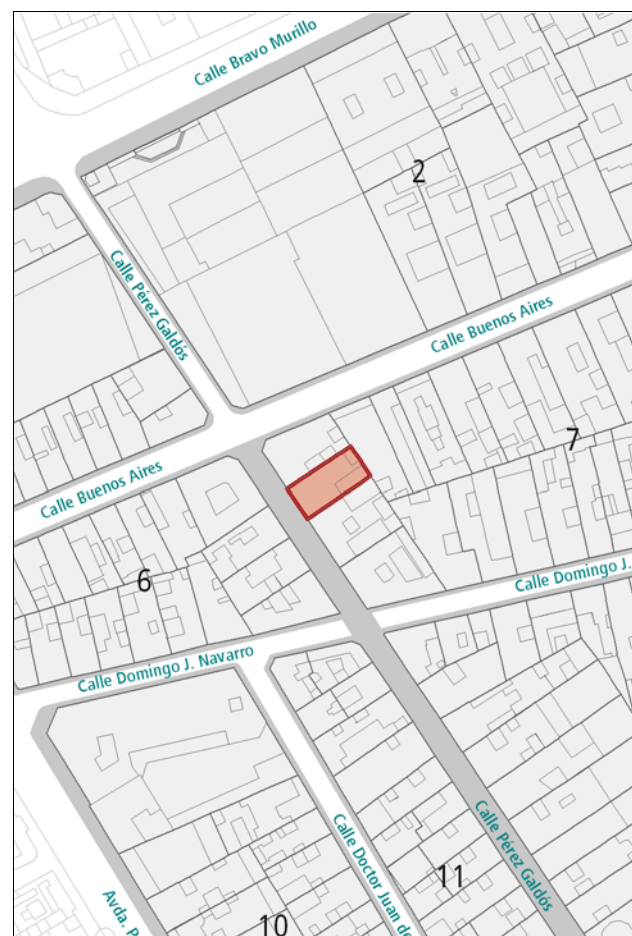 Calle Bravo Murillo
2
Calle Pérez Galdós
Calle Buenos Aires
7
Calle Buenos Aires
6
Calle Domingo J.
Calle Domingo J. Navarro
Calle Pérez Galdós
Calle Doctor Juan de
11
Avda. P
10